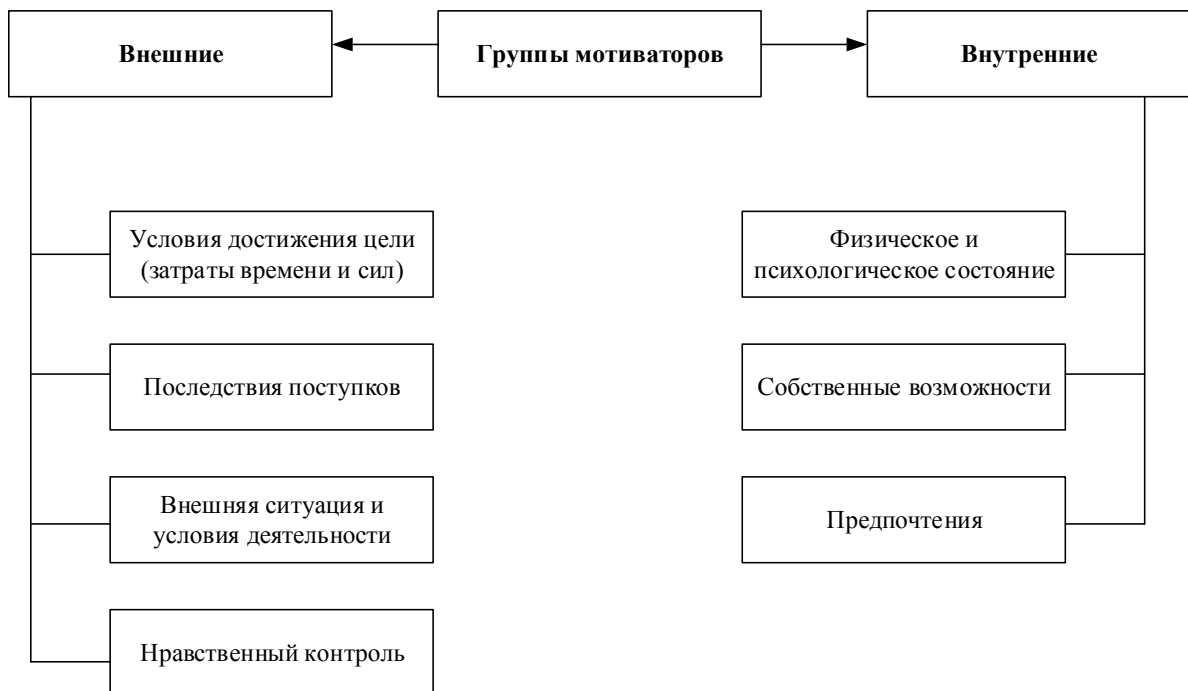 Внешние
Группы мотиваторов
Внутренние
Условия достижения цели
(затраты времени и сил)
Последствия поступков
Внешняя ситуация и
условия деятельности
Нравственный контроль
Физическое и
психологическое состояние
Собственные возможности
Предпочтения